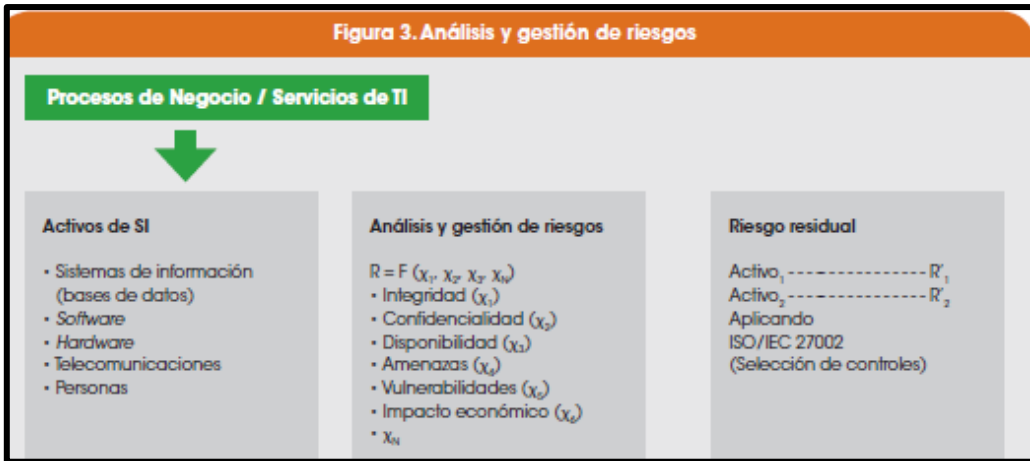 Figura 3. Análisis y gestión de riesgos
Procesos de Negocio / Servicios de TI
Activos de SI
• Sistemas de información
(bases de datos)
• Software
• Hardware
• Telecomunicaciones
• Personas
Análisis y gestión de riesgos
R = F (χ₁, χ₂, χ₃, χ_N)
• Integridad (χ₁)
• Confidencialidad (χ₂)
• Disponibilidad (χ₃)
• Amenazas (χ₄)
• Vulnerabilidades (χ₅)
• Impacto económico (χ₆)
• χ_N
Riesgo residual
Activo₁ ---------------- R'₁
Activo₂ ---------------- R'₂
Aplicando
ISO/IEC 27002
(Selección de controles)